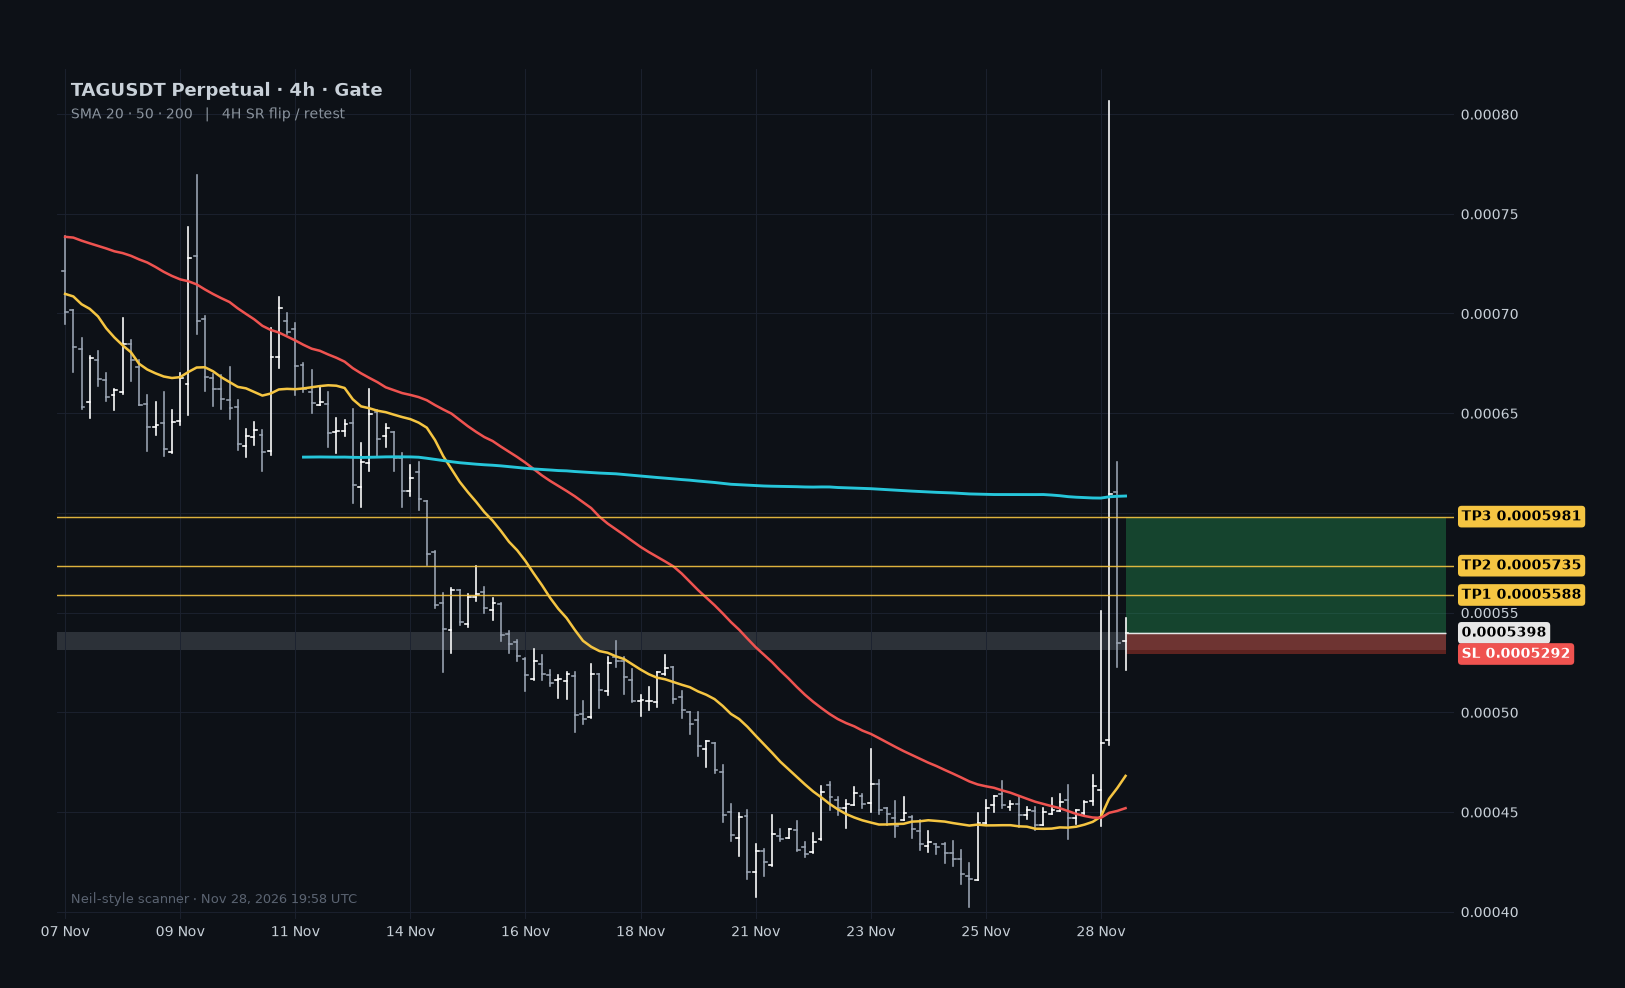 TAGUSDT Perpetual · 4h · Gate
SMA 20 · 50 · 200 | 4H SR flip / retest
0.00080
0.00075
0.00070
0.00065
TP3 0.0005981
TP2 0.0005735
TP1 0.0005588
0.00055
0.0005398
SL 0.0005292
0.00050
0.00045
0.00040
Neil-style scanner · Nov 28, 2026 19:58 UTC
07 Nov 09 Nov 11 Nov 14 Nov 16 Nov 18 Nov 21 Nov 23 Nov 25 Nov 28 Nov